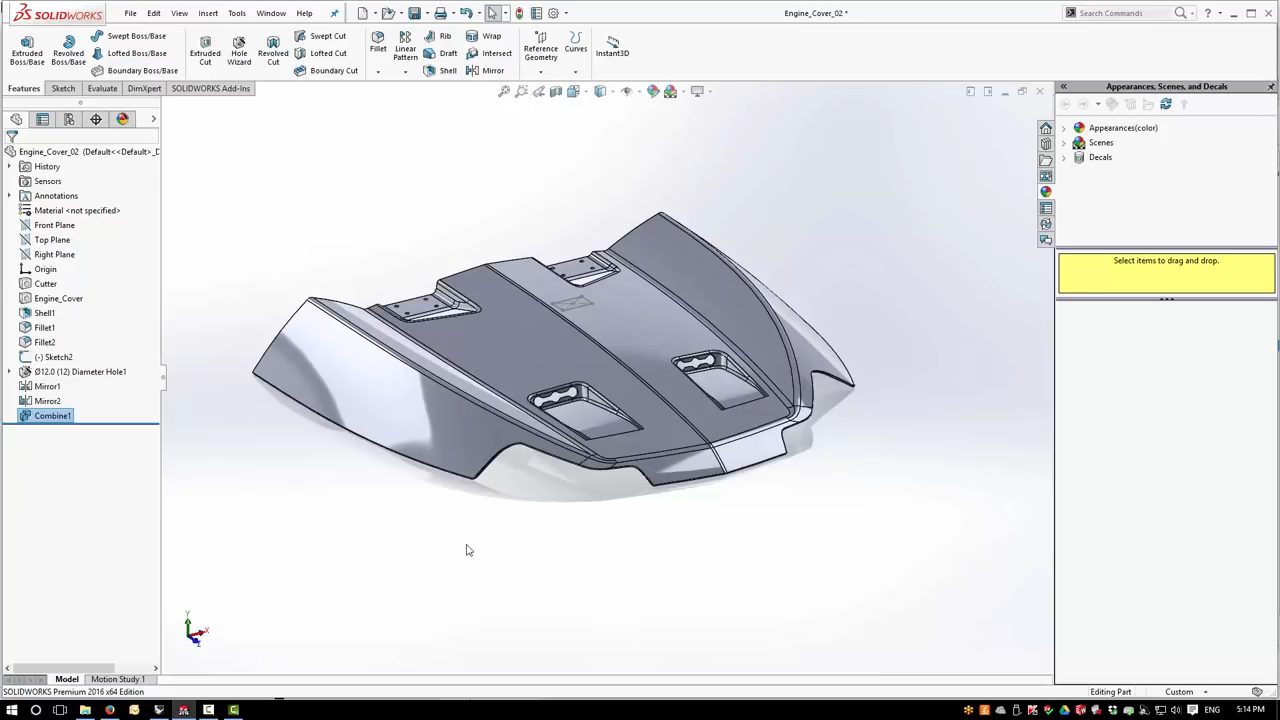 SOLIDWORKS File Edit View Insert Tools Window Help Engine_Cover_02 * Search Commands ?
Extruded Boss/Base Revolved Boss/Base Swept Boss/Base Lofted Boss/Base Boundary Boss/Base Extruded Cut Hole Wizard Revolved Cut Swept Cut Lofted Cut Boundary Cut Fillet Linear Pattern Rib Draft Shell Wrap Intersect Mirror Reference Geometry Curves Instant3D
Features Sketch Evaluate DimXpert SOLIDWORKS Add-Ins
Appearances, Scenes, and Decals
Engine_Cover_02 (Default<<Default>_D
History
Sensors
Annotations
Material <not specified>
Front Plane
Top Plane
Right Plane
Origin
Cutter
Engine_Cover
Shell1
Fillet1
Fillet2
(-) Sketch2
Ø12.0 (12) Diameter Hole1
Mirror1
Mirror2
Combine1
Appearances(color)
Scenes
Decals
Select items to drag and drop.
Y
X
Z
Model Motion Study 1
SOLIDWORKS Premium 2016 x64 Edition Editing Part Custom
ENG 5:14 PM